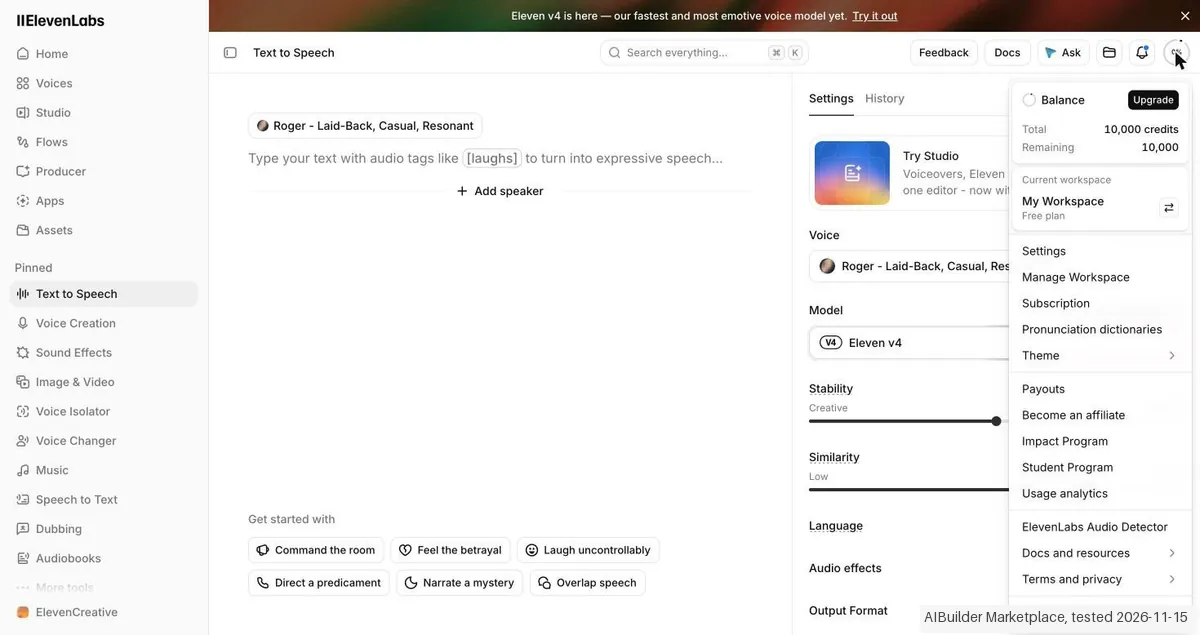 ElevenLabs
Home
Voices
Studio
Flows
Producer
Apps
Assets
Pinned
Text to Speech
Voice Creation
Sound Effects
Image & Video
Voice Isolator
Voice Changer
Music
Speech to Text
Dubbing
Audiobooks
More tools
ElevenCreative
Eleven v4 is here — our fastest and most emotive voice model yet. Try it out
Text to Speech
Search everything...
⌘ K
Feedback
Docs
Ask
Roger - Laid-Back, Casual, Resonant
Type your text with audio tags like [laughs] to turn into expressive speech...
Add speaker
Get started with
Command the room
Feel the betrayal
Laugh uncontrollably
Direct a predicament
Narrate a mystery
Overlap speech
Settings
History
Try Studio
Voiceovers, Eleven
one editor - now wi
Voice
Roger - Laid-Back, Casual, Res
Model
V4 Eleven v4
Stability
Creative
Similarity
Low
Language
Audio effects
Output Format
Balance
Upgrade
Total 10,000 credits
Remaining 10,000
Current workspace
My Workspace
Free plan
Settings
Manage Workspace
Subscription
Pronunciation dictionaries
Theme
Payouts
Become an affiliate
Impact Program
Student Program
Usage analytics
ElevenLabs Audio Detector
Docs and resources
Terms and privacy
AIBuilder Marketplace, tested 2026-11-15